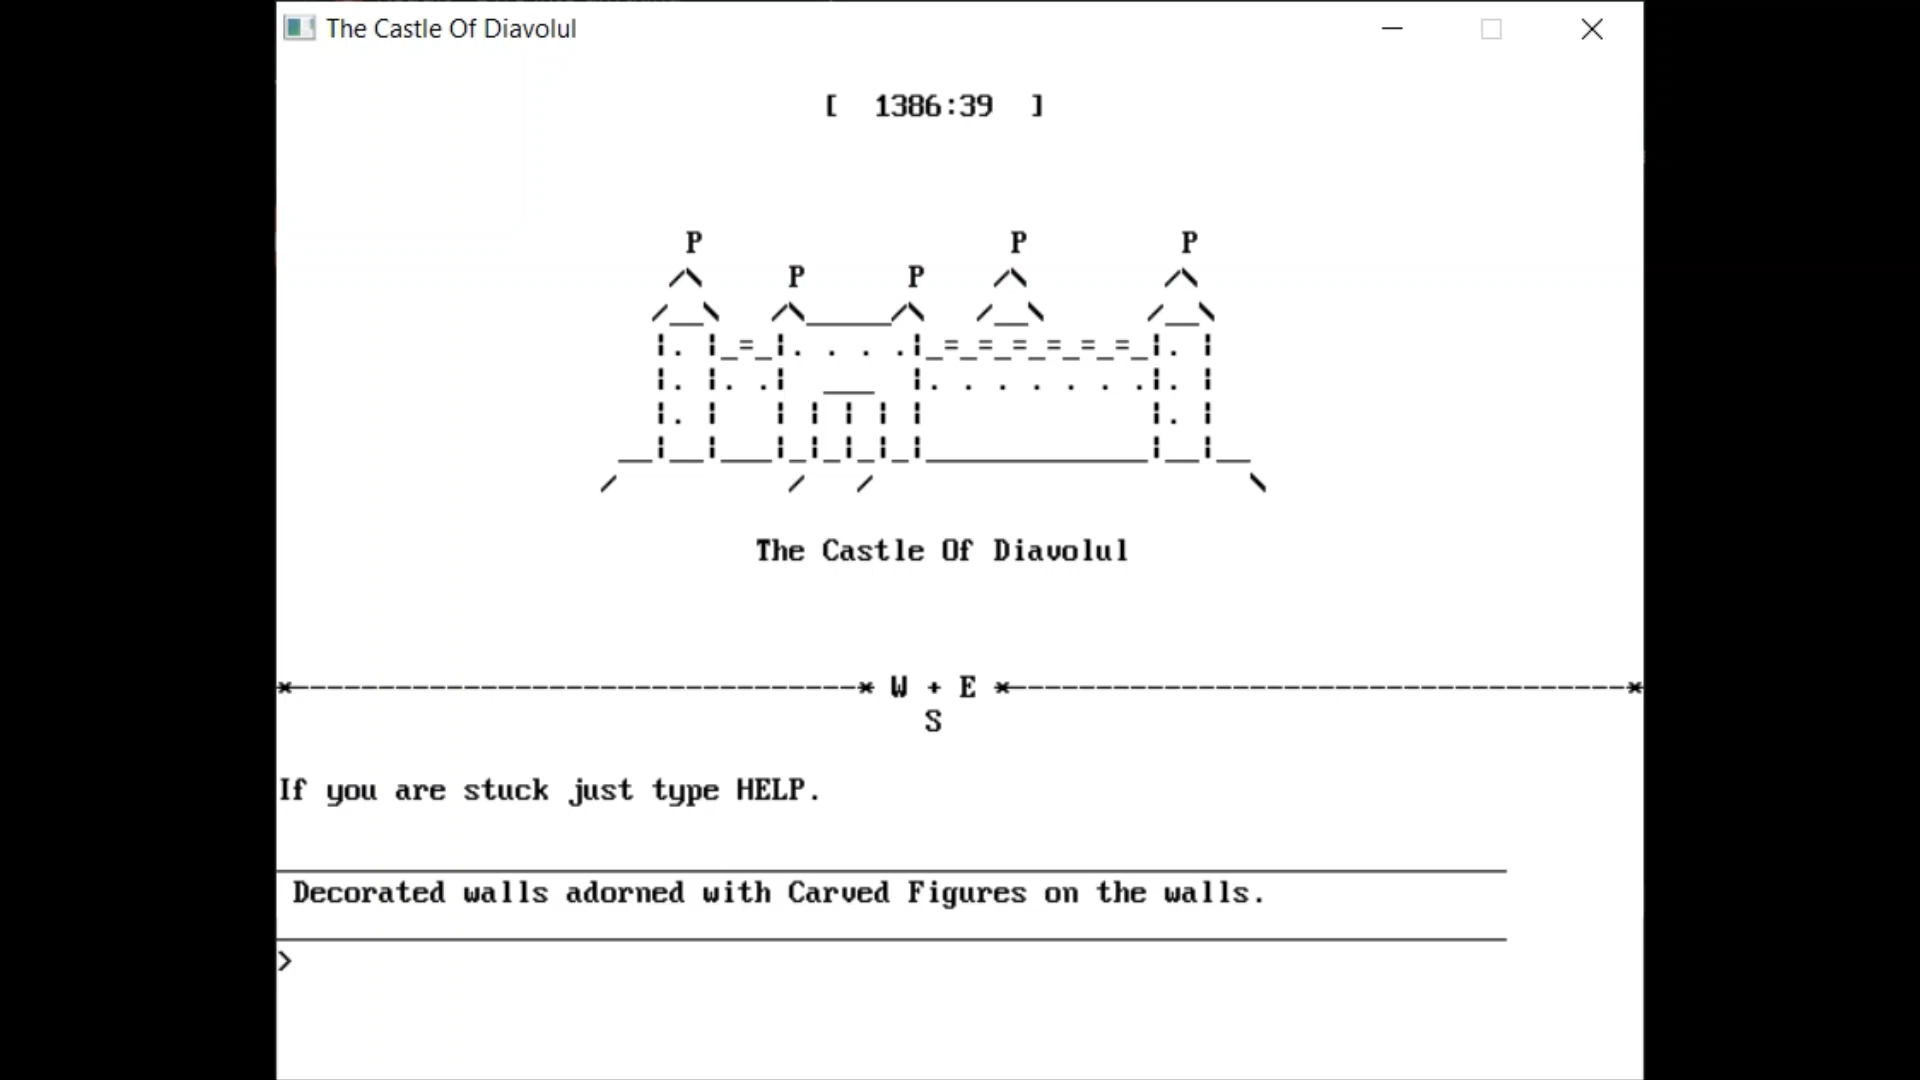 The Castle Of Diavolul
[ 1386:39 ]
P P P
P P
The Castle Of Diavolul
W + E
S
If you are stuck just type HELP.
Decorated walls adorned with Carved Figures on the walls.
>